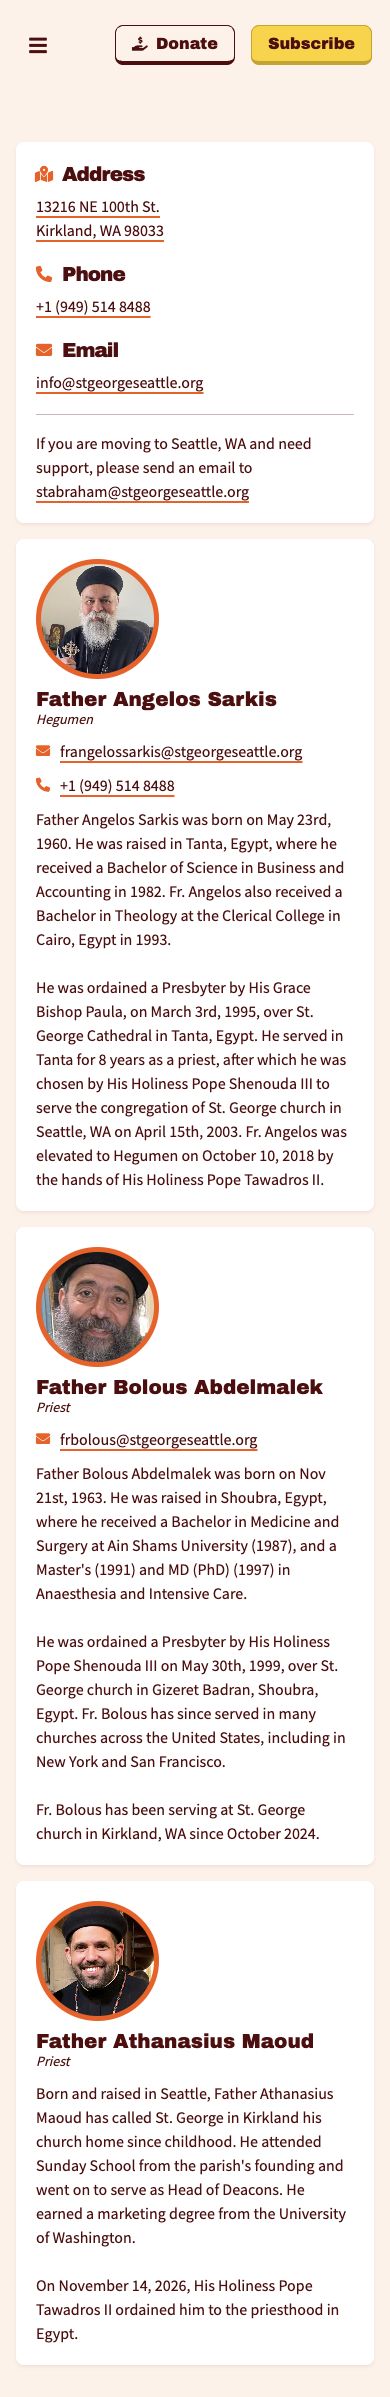 Donate
Subscribe
Address
13216 NE 100th St.
Kirkland, WA 98033
Phone
+1 (949) 514 8488
Email
info@stgeorgeseattle.org
If you are moving to Seattle, WA and need
support, please send an email to
stabraham@stgeorgeseattle.org
Father Angelos Sarkis
Hegumen
frangelossarkis@stgeorgeseattle.org
+1 (949) 514 8488
Father Angelos Sarkis was born on May 23rd,
1960. He was raised in Tanta, Egypt, where he
received a Bachelor of Science in Business and
Accounting in 1982. Fr. Angelos also received a
Bachelor in Theology at the Clerical College in
Cairo, Egypt in 1993.
He was ordained a Presbyter by His Grace
Bishop Paula, on March 3rd, 1995, over St.
George Cathedral in Tanta, Egypt. He served in
Tanta for 8 years as a priest, after which he was
chosen by His Holiness Pope Shenouda III to
serve the congregation of St. George church in
Seattle, WA on April 15th, 2003. Fr. Angelos was
elevated to Hegumen on October 10, 2018 by
the hands of His Holiness Pope Tawadros II.
Father Bolous Abdelmalek
Priest
frbolous@stgeorgeseattle.org
Father Bolous Abdelmalek was born on Nov
21st, 1963. He was raised in Shoubra, Egypt,
where he received a Bachelor in Medicine and
Surgery at Ain Shams University (1987), and a
Master's (1991) and MD (PhD) (1997) in
Anaesthesia and Intensive Care.
He was ordained a Presbyter by His Holiness
Pope Shenouda III on May 30th, 1999, over St.
George church in Gizeret Badran, Shoubra,
Egypt. Fr. Bolous has since served in many
churches across the United States, including in
New York and San Francisco.
Fr. Bolous has been serving at St. George
church in Kirkland, WA since October 2024.
Father Athanasius Maoud
Priest
Born and raised in Seattle, Father Athanasius
Maoud has called St. George in Kirkland his
church home since childhood. He attended
Sunday School from the parish's founding and
went on to serve as Head of Deacons. He
earned a marketing degree from the University
of Washington.
On November 14, 2026, His Holiness Pope
Tawadros II ordained him to the priesthood in
Egypt.